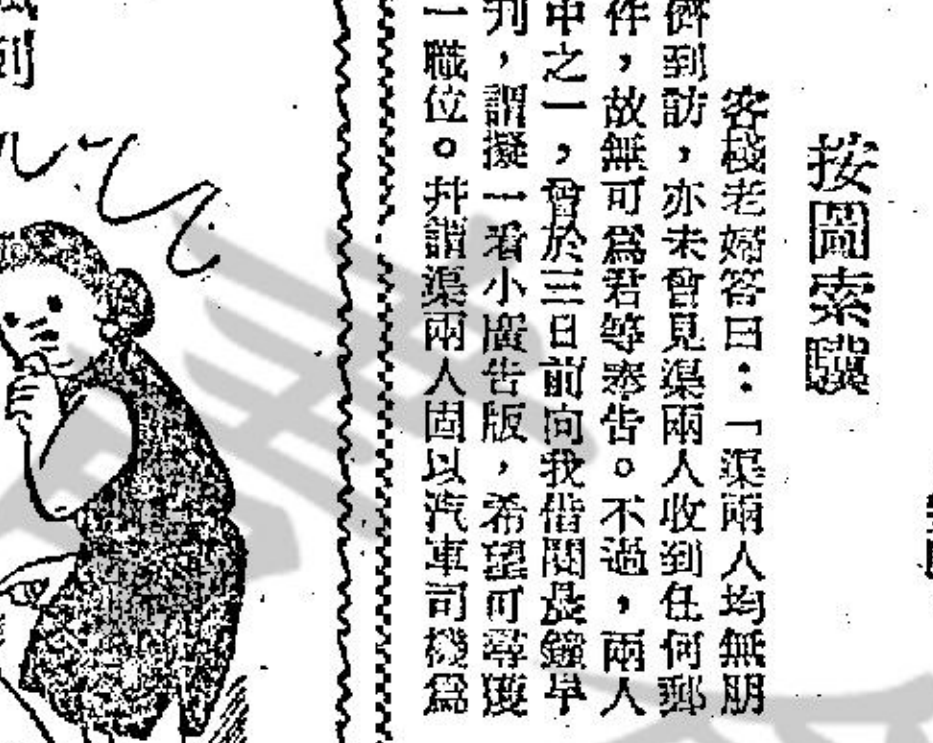 按圖索驥
客棧老婦答曰：「渠兩人均無朋
儕到訪，亦未曾見渠兩人收到任何郵
件，故無可爲君等奉告。不過，兩人
中之一，曾於三日前向我借閱晨鐘早
刊，謂擬一看小廣告版，希望可尋獲
一職位。幷謂渠兩人固以汽車司機爲